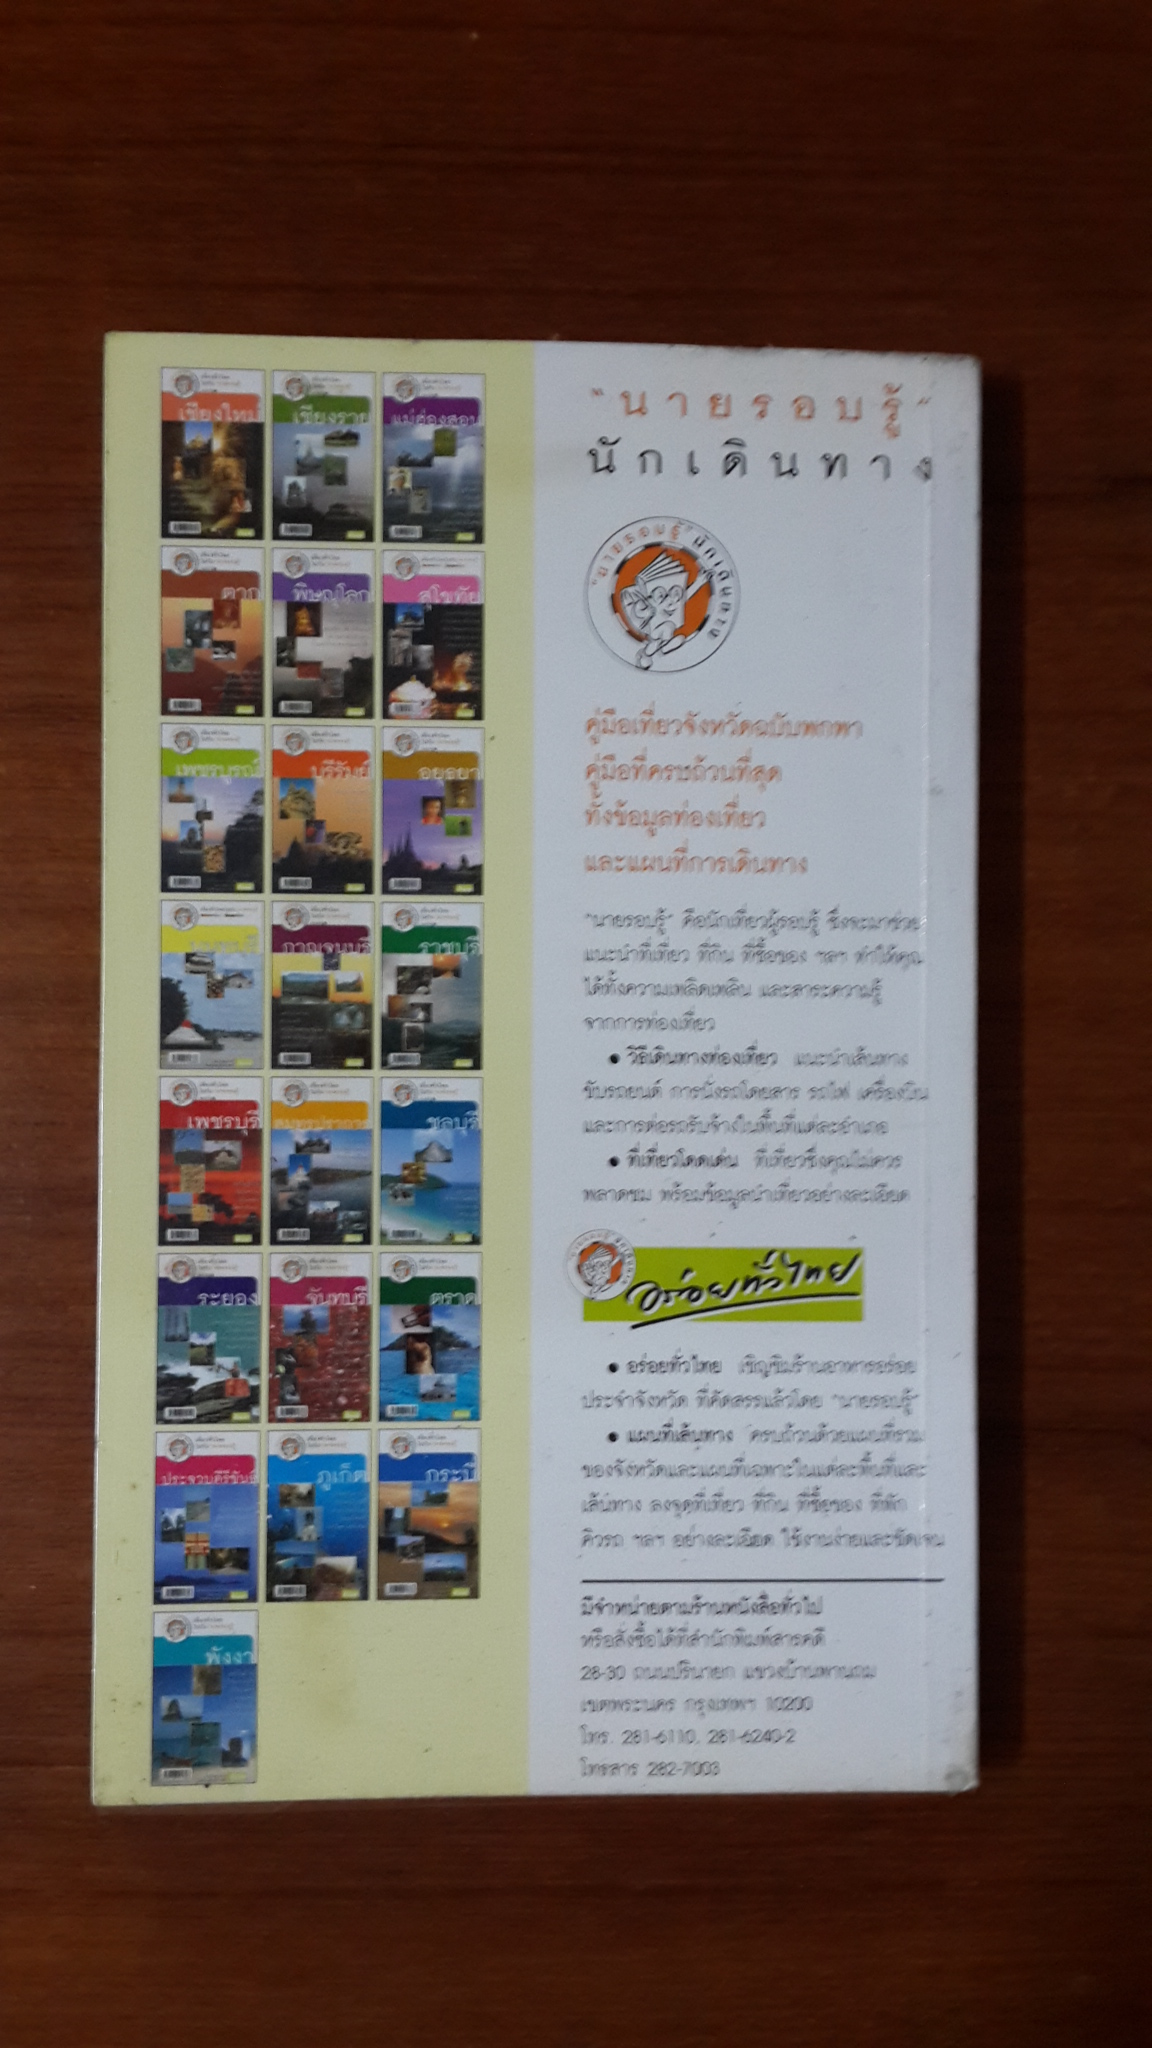 เชียงใหม่
เชียงราย
แม่ฮ่องสอน
ตาก
พิษณุโลก
สุโขทัย
เพชรบูรณ์
บุรีรัมย์
อยุธยา
กาญจนบุรี
ราชบุรี
เพชรบุรี
สมุทรปราการ
ชลบุรี
ระยอง
จันทบุรี
ตราด
ประจวบคีรีขันธ์
ภูเก็ต
กระบี่
พังงา
"นายรอบรู้"
นักเดินทาง
"นายรอบรู้" นักเดินทาง
คู่มือเที่ยวจังหวัดฉบับพกพา
คู่มือที่ครบถ้วนที่สุด
ทั้งข้อมูลท่องเที่ยว
และแผนที่การเดินทาง
"นายรอบรู้" คือนักเที่ยวผู้รอบรู้ ซึ่งจะมาช่วย
แนะนำที่เที่ยว ที่กิน ที่ซื้อของ ฯลฯ ทำให้คุณ
ได้ทั้งความเพลิดเพลิน และสาระความรู้
จากการท่องเที่ยว
● วิธีเดินทางท่องเที่ยว แนะนำเส้นทาง
ขับรถยนต์ การนั่งรถโดยสาร รถไฟ เครื่องบิน
และการต่อรถรับจ้างในพื้นที่แต่ละอำเภอ
● ที่เที่ยวโดดเด่น ที่เที่ยวซึ่งคุณไม่ควร
พลาดชม พร้อมข้อมูลนำเที่ยวอย่างละเอียด
อร่อยทั่วไทย
● อร่อยทั่วไทย เชิญชิมร้านอาหารอร่อย
ประจำจังหวัด ที่คัดสรรแล้วโดย "นายรอบรู้"
● แผนที่เส้นทาง ครบถ้วนด้วยแผนที่รวม
ของจังหวัดและแผนที่เฉพาะในแต่ละพื้นที่และ
เส้นทาง ลงจุดที่เที่ยว ที่กิน ที่ซื้อของ ที่พัก
คิวรถ ฯลฯ อย่างละเอียด ใช้งานง่ายและชัดเจน
มีจำหน่ายตามร้านหนังสือทั่วไป
หรือสั่งซื้อได้ที่สำนักพิมพ์สารคดี
28-30 ถนนปรินายก แขวงบ้านพานถม
เขตพระนคร กรุงเทพฯ 10200
โทร. 281-6110, 281-6240-2
โทรสาร 282-7003